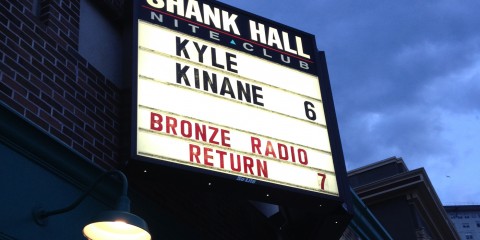 SHANK HALL
NITE CLUB
KYLE
KINANE 6
BRONZE RADIO
RETURN 7